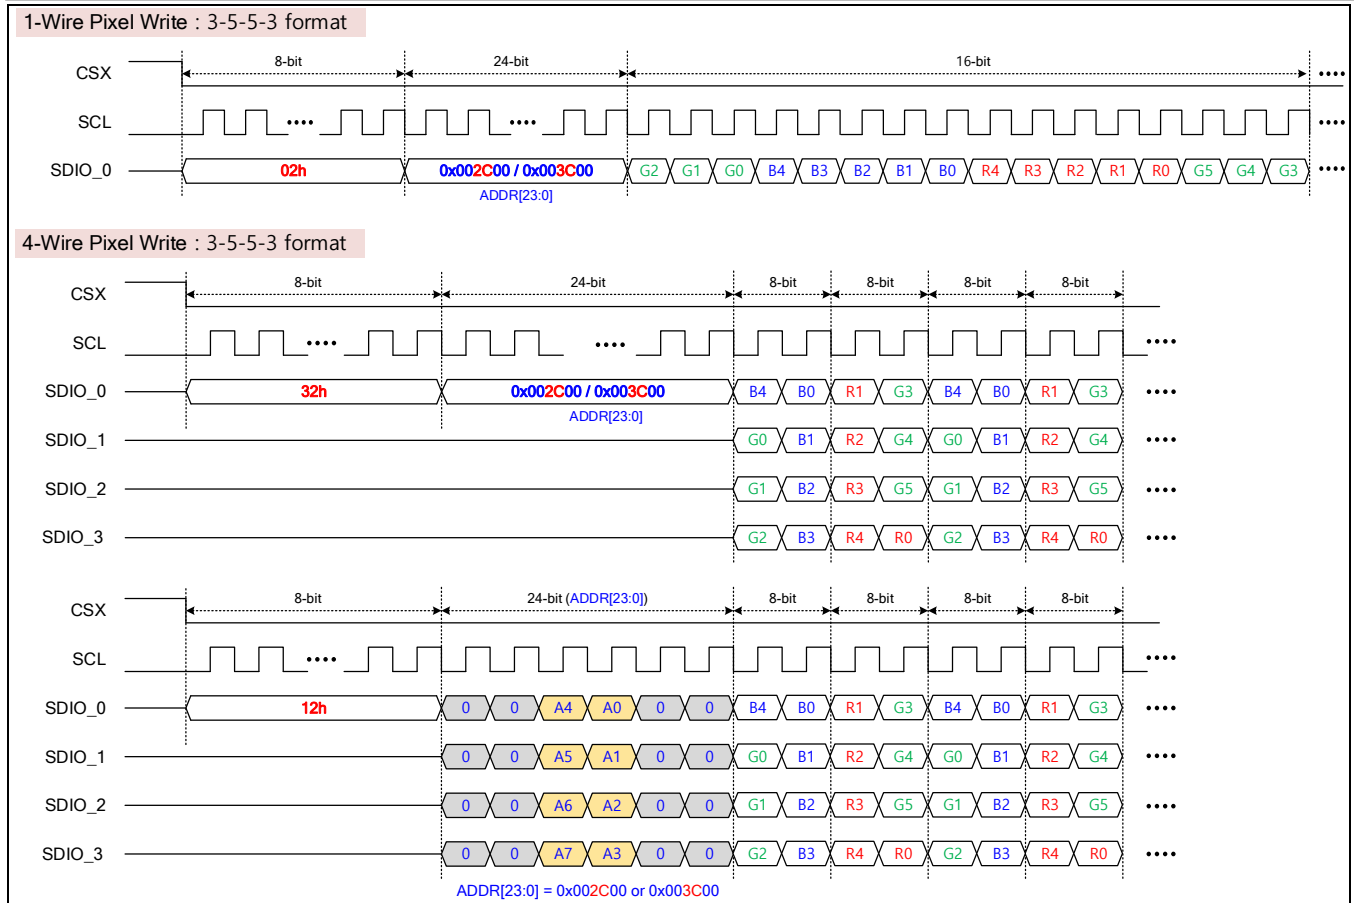 1-Wire Pixel Write : 3-5-5-3 format
CSX 8-bit 24-bit 16-bit ••••
SCL •••• •••• ••••
SDIO_0 02h 0x002C00 / 0x003C00 G2 G1 G0 B4 B3 B2 B1 B0 R4 R3 R2 R1 R0 G5 G4 G3 ••••
ADDR[23:0]
4-Wire Pixel Write : 3-5-5-3 format
CSX 8-bit 24-bit 8-bit 8-bit 8-bit 8-bit
SCL •••• •••• ••••
SDIO_0 32h 0x002C00 / 0x003C00 B4 B0 R1 G3 B4 B0 R1 G3 ••••
ADDR[23:0]
SDIO_1 G0 B1 R2 G4 G0 B1 R2 G4 ••••
SDIO_2 G1 B2 R3 G5 G1 B2 R3 G5 ••••
SDIO_3 G2 B3 R4 R0 G2 B3 R4 R0 ••••
CSX 8-bit 24-bit (ADDR[23:0]) 8-bit 8-bit 8-bit 8-bit
SCL •••• ••••
SDIO_0 12h 0 0 A4 A0 0 0 B4 B0 R1 G3 B4 B0 R1 G3 ••••
SDIO_1 0 0 A5 A1 0 0 G0 B1 R2 G4 G0 B1 R2 G4 ••••
SDIO_2 0 0 A6 A2 0 0 G1 B2 R3 G5 G1 B2 R3 G5 ••••
SDIO_3 0 0 A7 A3 0 0 G2 B3 R4 R0 G2 B3 R4 R0 ••••
ADDR[23:0] = 0x002C00 or 0x003C00